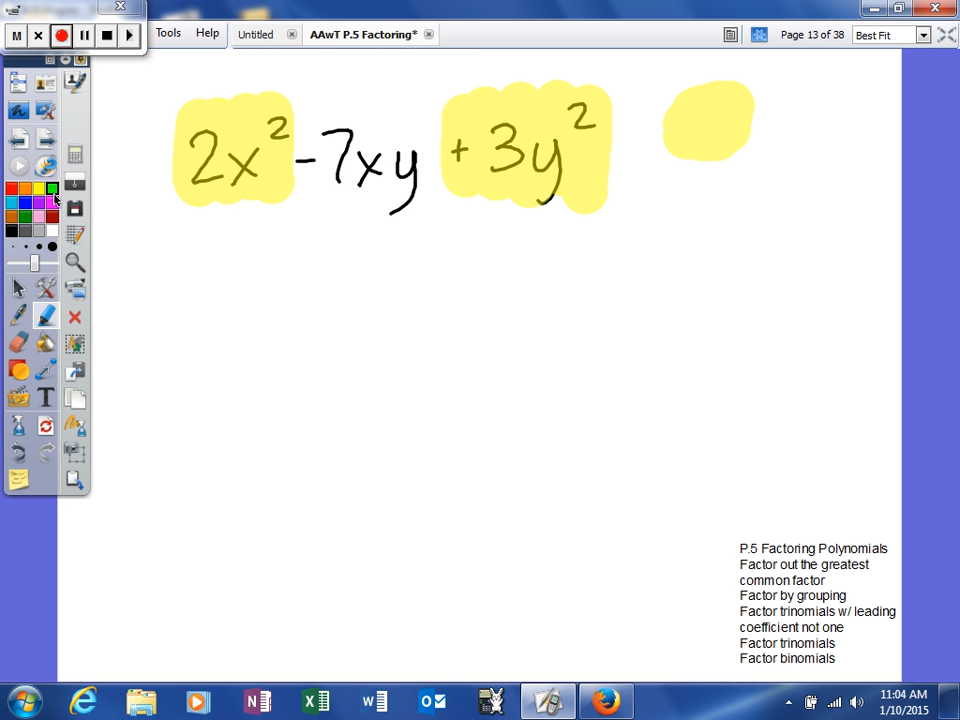 M
Tools Help Untitled AAwT P.5 Factoring* Page 13 of 38 Best Fit
2x² - 7xy + 3y²
T
P.5 Factoring Polynomials
Factor out the greatest
common factor
Factor by grouping
Factor trinomials w/ leading
coefficient not one
Factor trinomials
Factor binomials
11:04 AM
1/10/2015